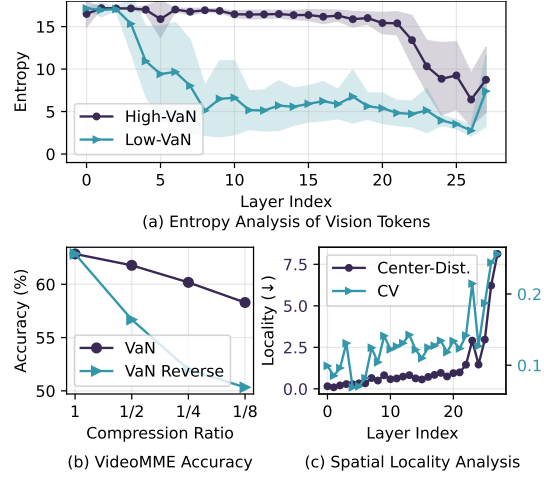 15
10
5
0
Entropy
High-VaN
Low-VaN
0 5 10 15 20 25
Layer Index
(a) Entropy Analysis of Vision Tokens
60
55
50
Accuracy (%)
VaN
VaN Reverse
1 1/2 1/4 1/8
Compression Ratio
(b) VideoMME Accuracy
7.5
5.0
2.5
0.0
Locality (↓)
Center-Dist.
CV
0.2
0.1
0 10 20
Layer Index
(c) Spatial Locality Analysis